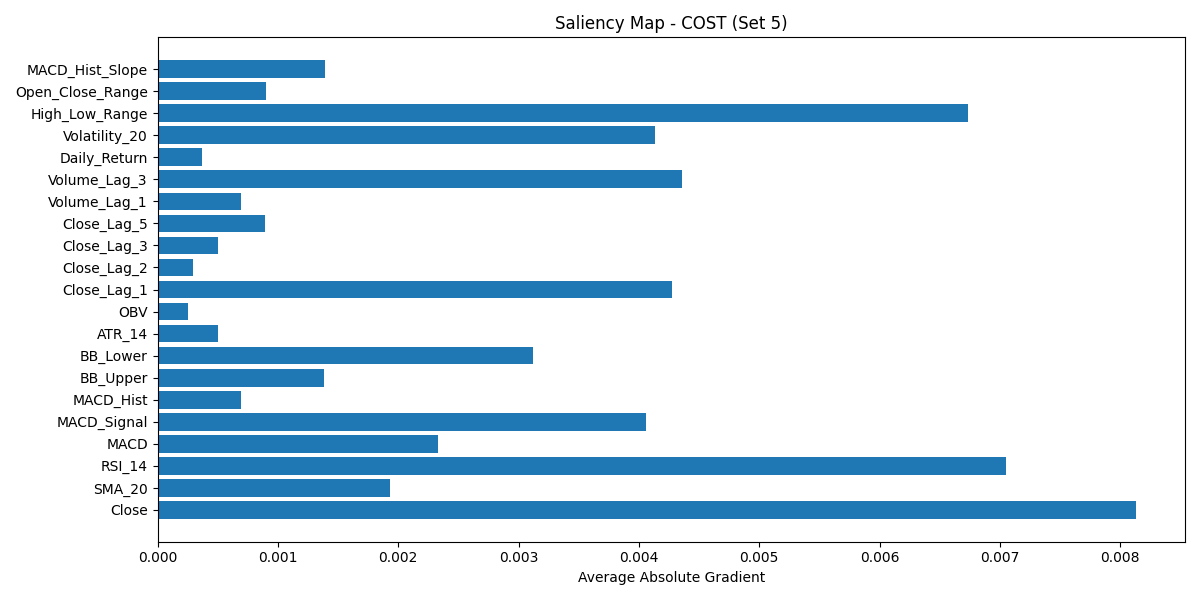 Saliency Map - COST (Set 5)
MACD_Hist_Slope
Open_Close_Range
High_Low_Range
Volatility_20
Daily_Return
Volume_Lag_3
Volume_Lag_1
Close_Lag_5
Close_Lag_3
Close_Lag_2
Close_Lag_1
OBV
ATR_14
BB_Lower
BB_Upper
MACD_Hist
MACD_Signal
MACD
RSI_14
SMA_20
Close
0.000 0.001 0.002 0.003 0.004 0.005 0.006 0.007 0.008
Average Absolute Gradient